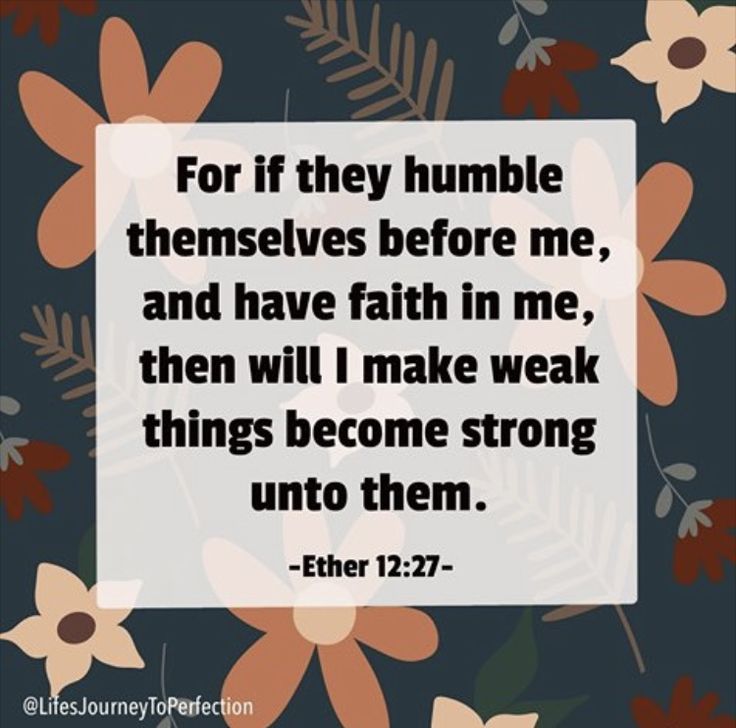 For if they humble
themselves before me,
and have faith in me,
then will I make weak
things become strong
unto them.
-Ether 12:27-
@LifesJourneyToPerfection